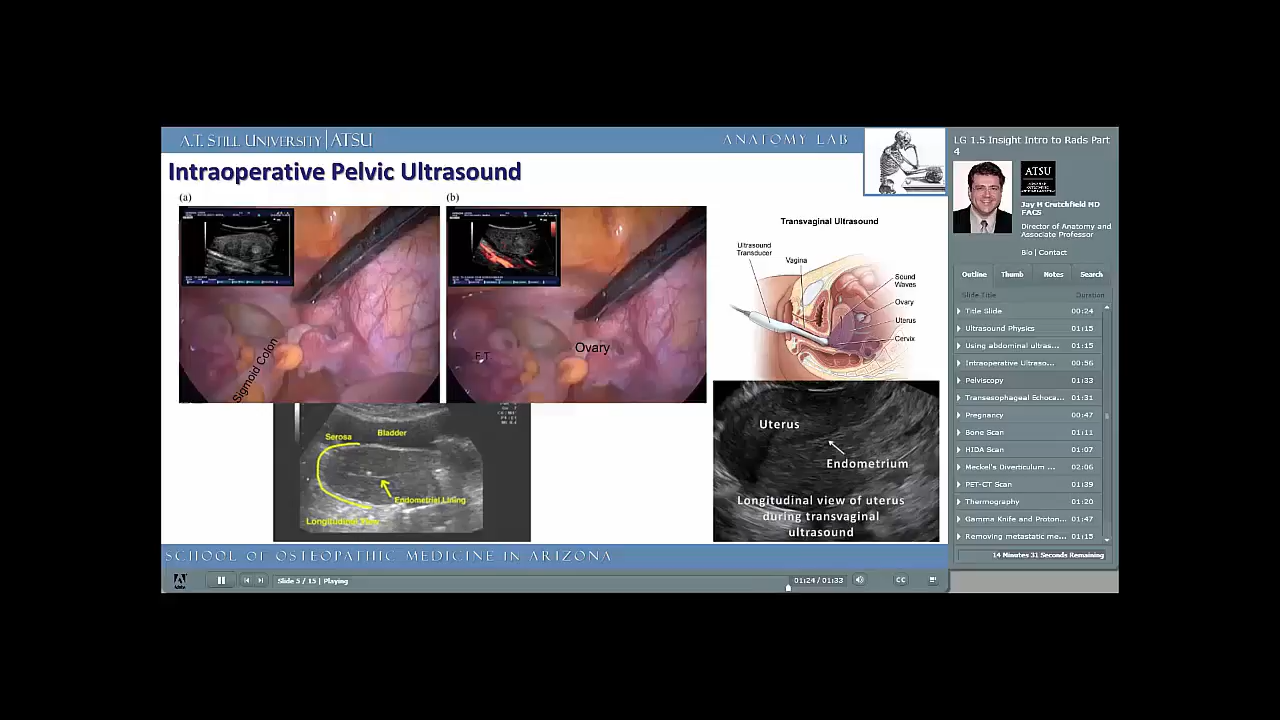 A.T. STILL UNIVERSITY | ATSU
ANATOMY LAB
Intraoperative Pelvic Ultrasound
(a)
(b)
Sigmoid Colon
F.T
Ovary
Serosa
Bladder
Endometrial Lining
Transvaginal Ultrasound
Ultrasound
Transducer
Vagina
Sound
Waves
Ovary
Uterus
Cervix
Uterus
Endometrium
Longitudinal view of uterus
during transvaginal
ultrasound
SCHOOL OF OSTEOPATHIC MEDICINE IN ARIZONA
Slide 5 / 15 | Playing
01:24 / 01:33
CC
LG 1.5 Insight Intro to Rads Part
4
ATSU
Jay M Crutchfield MD
FACS
Director of Anatomy and
Associate Professor
Bio | Contact
Outline Thumb Notes Search
Slide Title Duration
Title Slide 00:24
Ultrasound Physics 01:15
Using abdominal ultras... 01:15
Intraoperative Ultraso... 00:56
Pelviscopy 01:33
Transesophageal Echoca... 01:31
Pregnancy 00:47
Bone Scan 01:11
HIDA Scan 01:07
Meckel's Diverticulum ... 02:06
PET-CT Scan 01:39
Thermography 01:20
Gamma Knife and Proton... 01:47
Removing metastatic me... 01:15
14 Minutes 31 Seconds Remaining